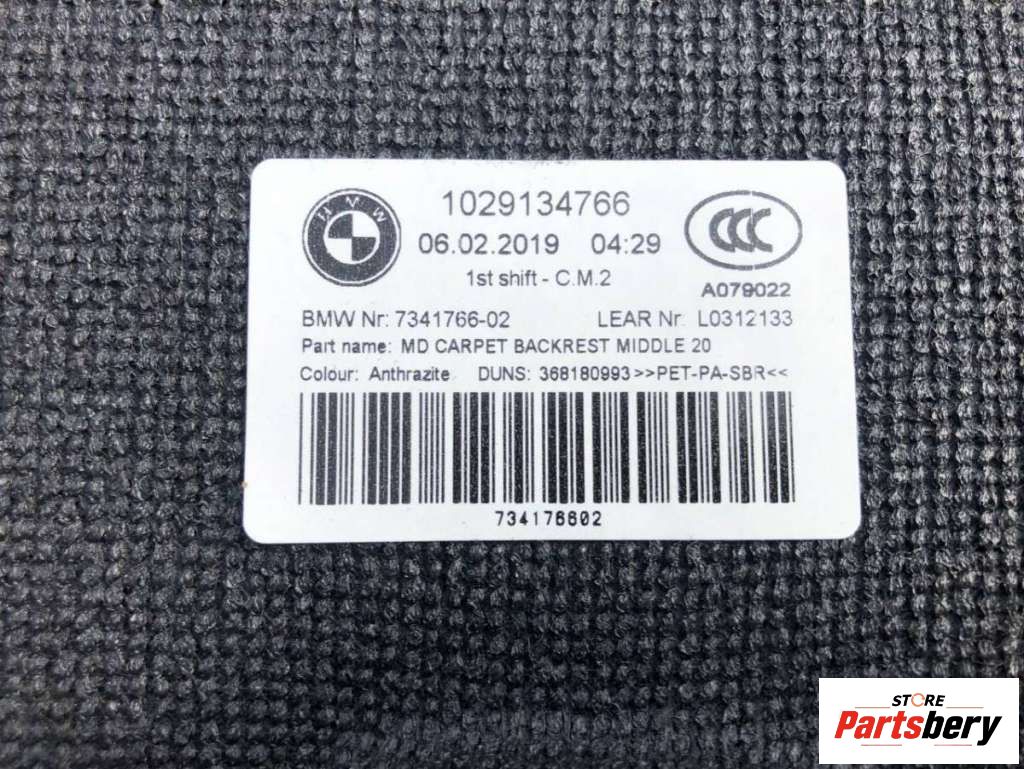 BMW
1029134766
CCC
06.02.2019 04:29
1st shift - C.M.2
A079022
BMW Nr: 7341766-02 LEAR Nr: L0312133
Part name: MD CARPET BACKREST MIDDLE 20
Colour: Anthrazite DUNS: 368180993 >>PET-PA-SBR<<
734176602
STORE
Partsbery